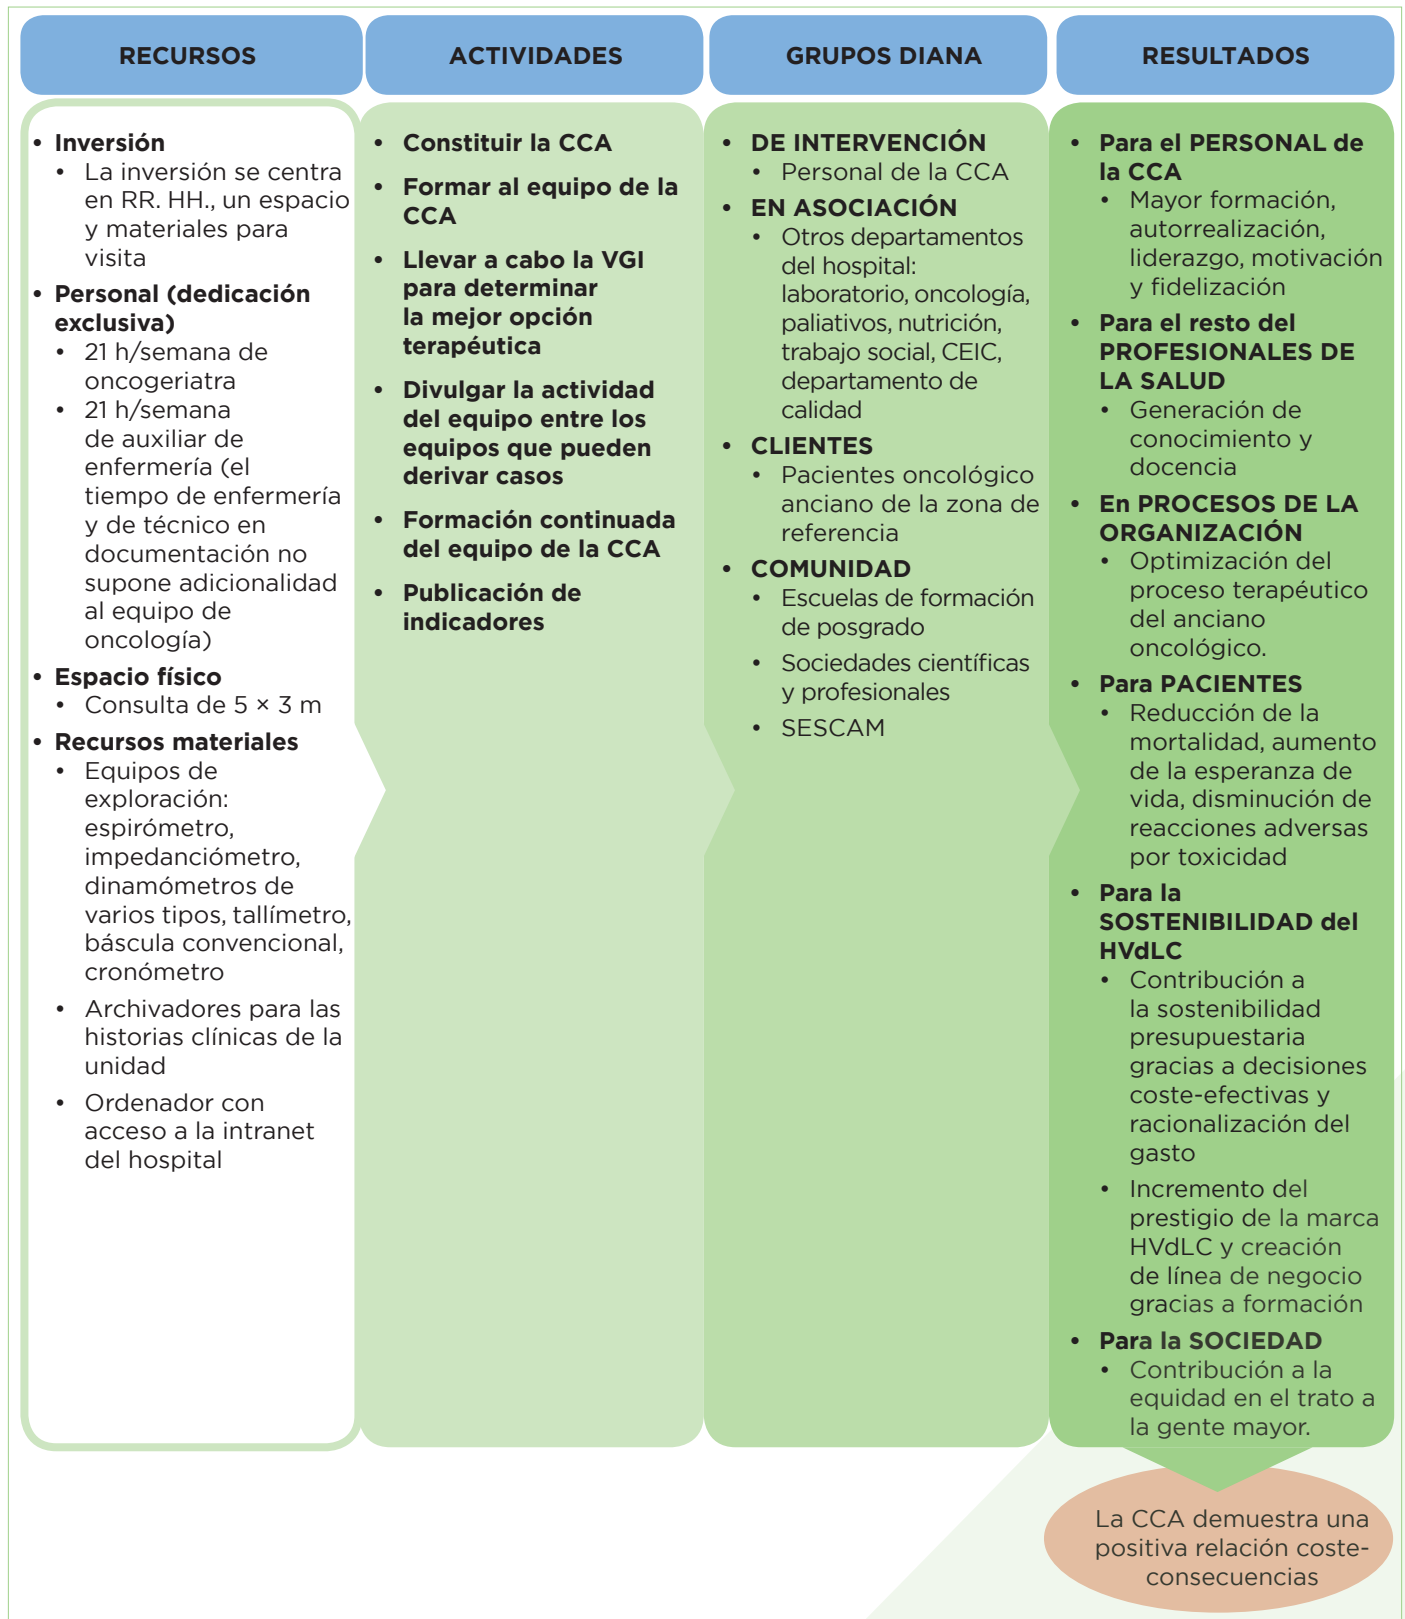 RECURSOS
• Inversión
• La inversión se centra
en RR. HH., un espacio
y materiales para
visita
• Personal (dedicación
exclusiva)
• 21 h/semana de
oncogeriatra
• 21 h/semana
de auxiliar de
enfermería (el
tiempo de enfermería
y de técnico en
documentación no
supone adicionalidad
al equipo de
oncología)
• Espacio físico
• Consulta de 5 × 3 m
• Recursos materiales
• Equipos de
exploración:
espirómetro,
impedanciómetro,
dinamómetros de
varios tipos, tallímetro,
báscula convencional,
cronómetro
• Archivadores para las
historias clínicas de la
unidad
• Ordenador con
acceso a la intranet
del hospital
ACTIVIDADES
• Constituir la CCA
• Formar al equipo de la
CCA
• Llevar a cabo la VGI
para determinar
la mejor opción
terapéutica
• Divulgar la actividad
del equipo entre los
equipos que pueden
derivar casos
• Formación continuada
del equipo de la CCA
• Publicación de
indicadores
GRUPOS DIANA
• DE INTERVENCIÓN
• Personal de la CCA
• EN ASOCIACIÓN
• Otros departamentos
del hospital:
laboratorio, oncología,
paliativos, nutrición,
trabajo social, CEIC,
departamento de
calidad
• CLIENTES
• Pacientes oncológico
anciano de la zona de
referencia
• COMUNIDAD
• Escuelas de formación
de posgrado
• Sociedades científicas
y profesionales
• SESCAM
RESULTADOS
• Para el PERSONAL de
la CCA
• Mayor formación,
autorrealización,
liderazgo, motivación
y fidelización
• Para el resto del
PROFESIONALES DE
LA SALUD
• Generación de
conocimiento y
docencia
• En PROCESOS DE LA
ORGANIZACIÓN
• Optimización del
proceso terapéutico
del anciano
oncológico.
• Para PACIENTES
• Reducción de la
mortalidad, aumento
de la esperanza de
vida, disminución de
reacciones adversas
por toxicidad
• Para la
SOSTENIBILIDAD del
HVdLC
• Contribución a
la sostenibilidad
presupuestaria
gracias a decisiones
coste-efectivas y
racionalización del
gasto
• Incremento del
prestigio de la marca
HVdLC y creación
de línea de negocio
gracias a formación
• Para la SOCIEDAD
• Contribución a la
equidad en el trato a
la gente mayor.
La CCA demuestra una
positiva relación coste-
consecuencias